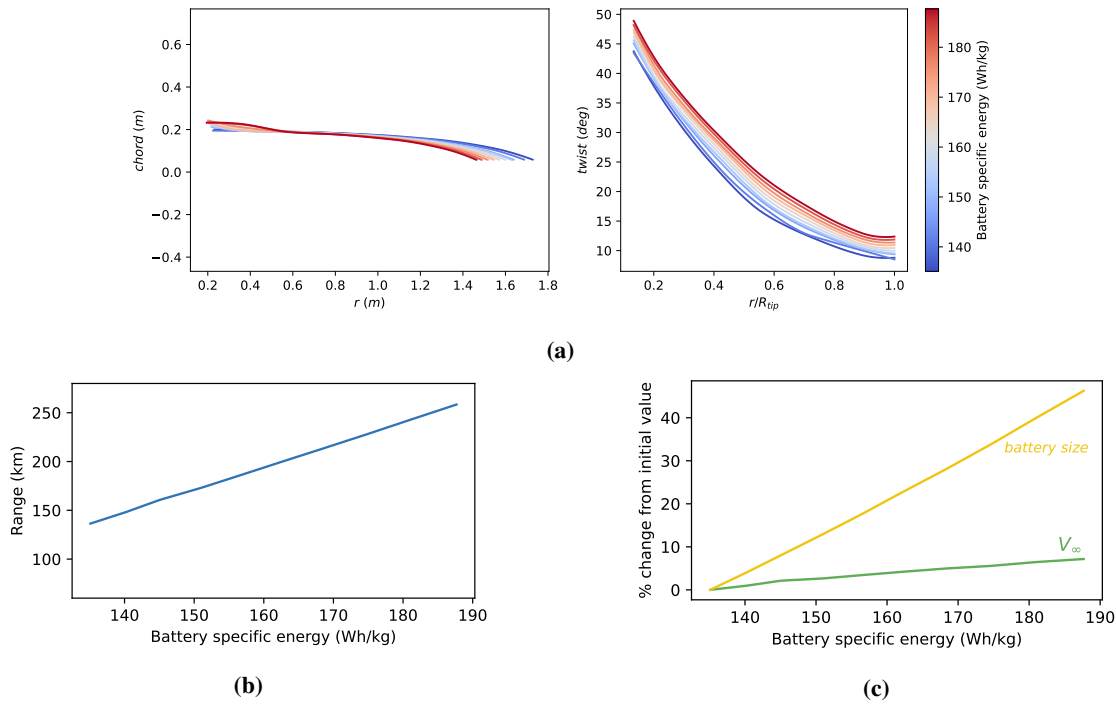 0.6
0.4
0.2
0.0
−0.2
−0.4
chord (m)
0.2 0.4 0.6 0.8 1.0 1.2 1.4 1.6 1.8
r (m)
50
45
40
35
30
25
20
15
10
twist (deg)
0.2 0.4 0.6 0.8 1.0
r/R_tip
180
170
160
150
140
Battery specific energy (Wh/kg)
(a)
250
200
150
100
Range (km)
140 150 160 170 180 190
Battery specific energy (Wh/kg)
(b)
40
30
20
10
0
% change from initial value
battery size
V∞
140 150 160 170 180 190
Battery specific energy (Wh/kg)
(c)